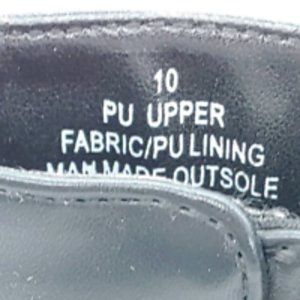 10
PU UPPER
FABRIC/PU LINING
MAN MADE OUTSOLE